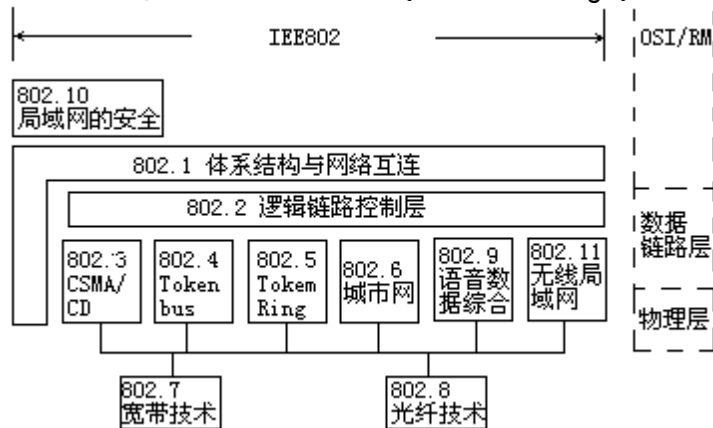 IEE802
OSI/RM
802.10
局域网的安全
802.1 体系结构与网络互连
802.2 逻辑链路控制层
数据
链路层
802.3
CSMA/
CD
802.4
Token
bus
802.5
Tokem
Ring
802.6
城市网
802.9
语音数
据综合
802.11
无线局
域网
物理层
802.7
宽带技术
802.8
光纤技术